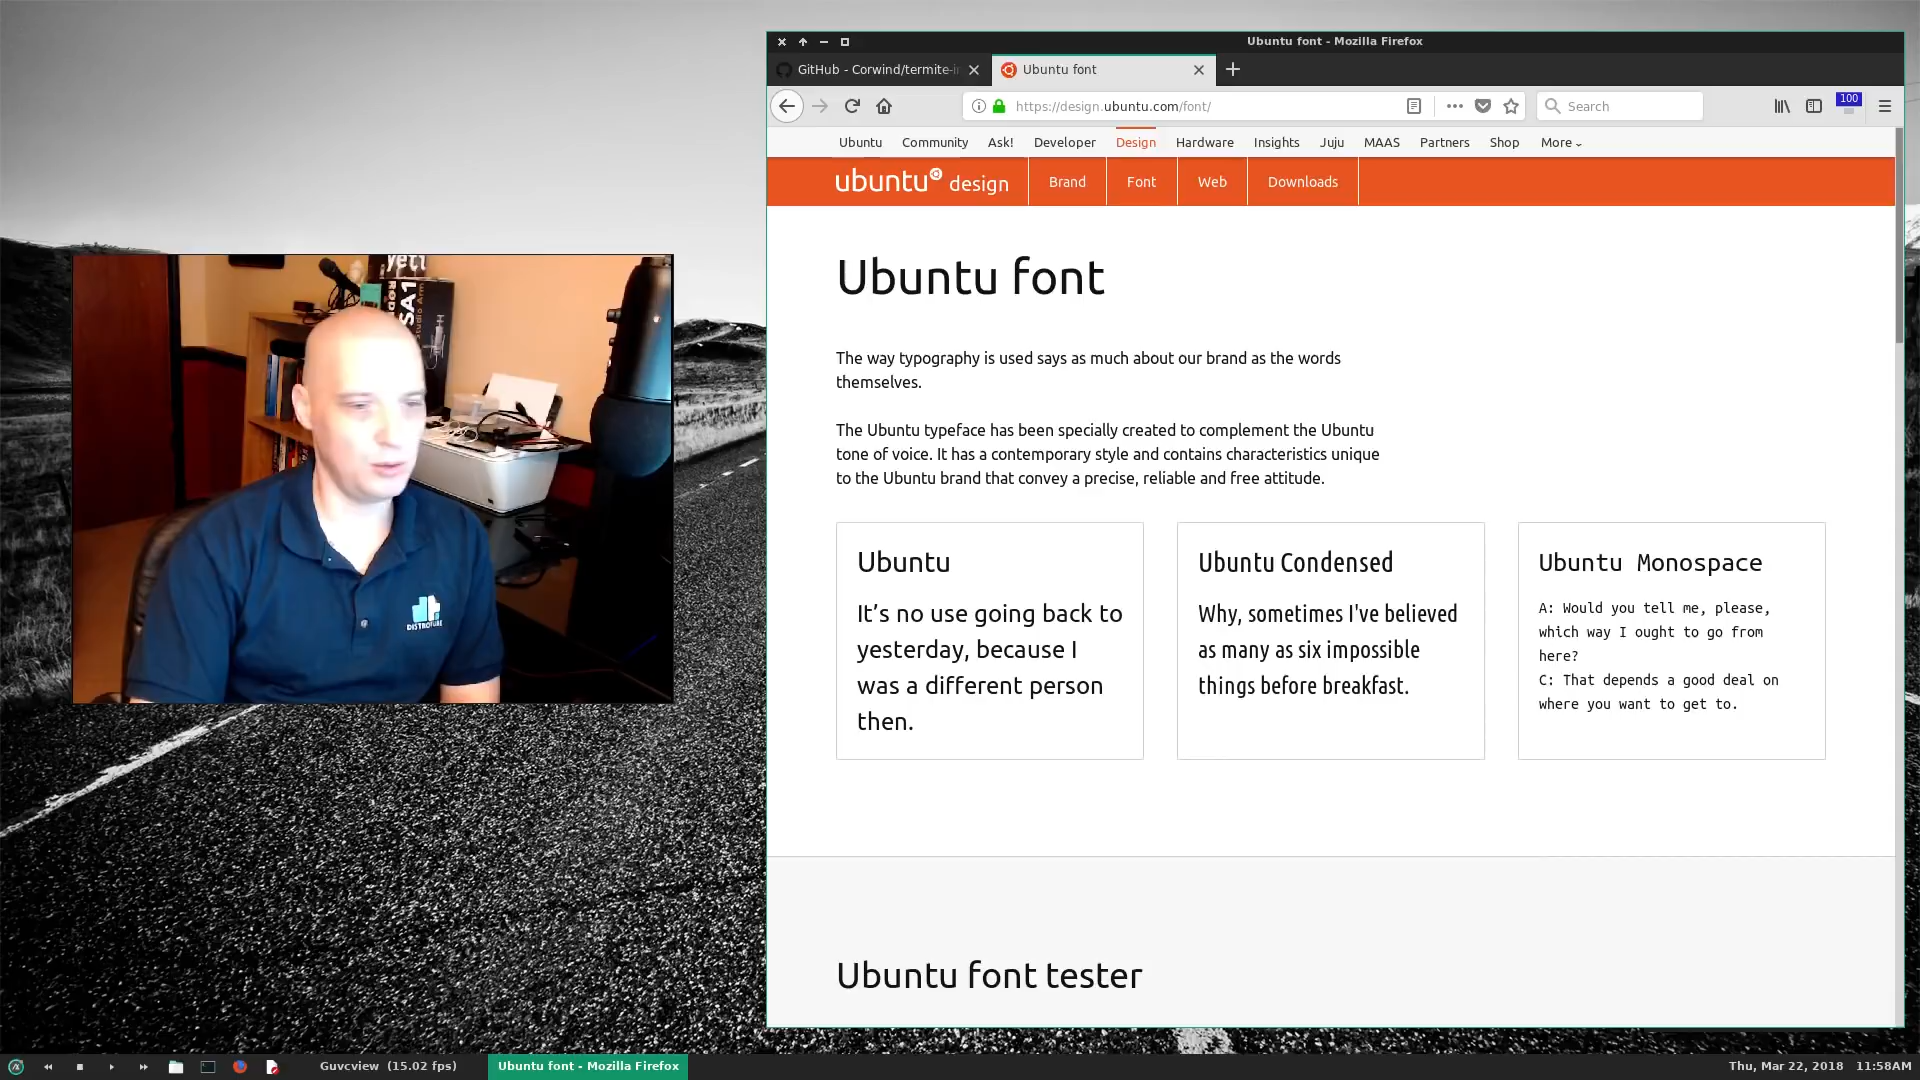 Ubuntu font - Mozilla Firefox
GitHub - Corwind/termite-in
Ubuntu font
https://design.ubuntu.com/font/
Search
100
Ubuntu Community Ask! Developer Design Hardware Insights Juju MAAS Partners Shop More
ubuntu design Brand Font Web Downloads
Ubuntu font
The way typography is used says as much about our brand as the words
themselves.
The Ubuntu typeface has been specially created to complement the Ubuntu
tone of voice. It has a contemporary style and contains characteristics unique
to the Ubuntu brand that convey a precise, reliable and free attitude.
Ubuntu
It’s no use going back to
yesterday, because I
was a different person
then.
Ubuntu Condensed
Why, sometimes I've believed
as many as six impossible
things before breakfast.
Ubuntu Monospace
A: Would you tell me, please,
which way I ought to go from
here?
C: That depends a good deal on
where you want to get to.
Ubuntu font tester
yeti
SA1
DISTROTUBE
Guvcview (15.02 fps)
Ubuntu font - Mozilla Firefox
Thu, Mar 22, 2018 11:58AM